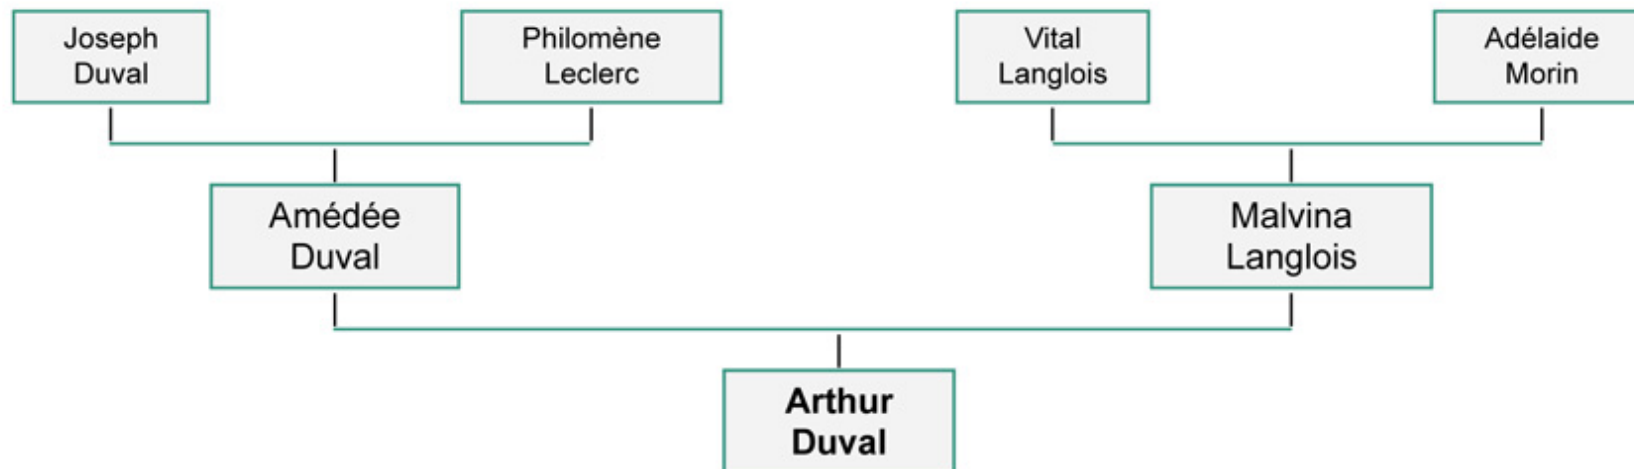 Joseph
Duval
Philomène
Leclerc
Vital
Langlois
Adélaide
Morin
Amédée
Duval
Malvina
Langlois
Arthur
Duval